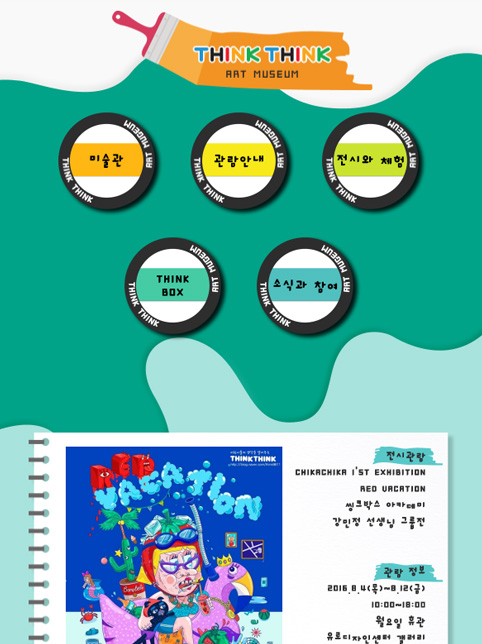 THINK THINK
ART MUSEUM
THINK THINK ART MUSEUM
미술관
THINK THINK ART MUSEUM
관람안내
THINK THINK ART MUSEUM
전시와 체험
THINK THINK ART MUSEUM
THINK
BOX
THINK THINK ART MUSEUM
소식과 참여
THINKTHINK
RED
VACATION
전시관람
CHIKACHIKA 1'ST EXHIBITION
RED VACATION
씽크박스 아카데미
강민정 선생님 그룹전
관람 정보
2016.8.4(목)~8.12(금)
10:00~18:00
월요일 휴관
유로디자인센터 갤러리